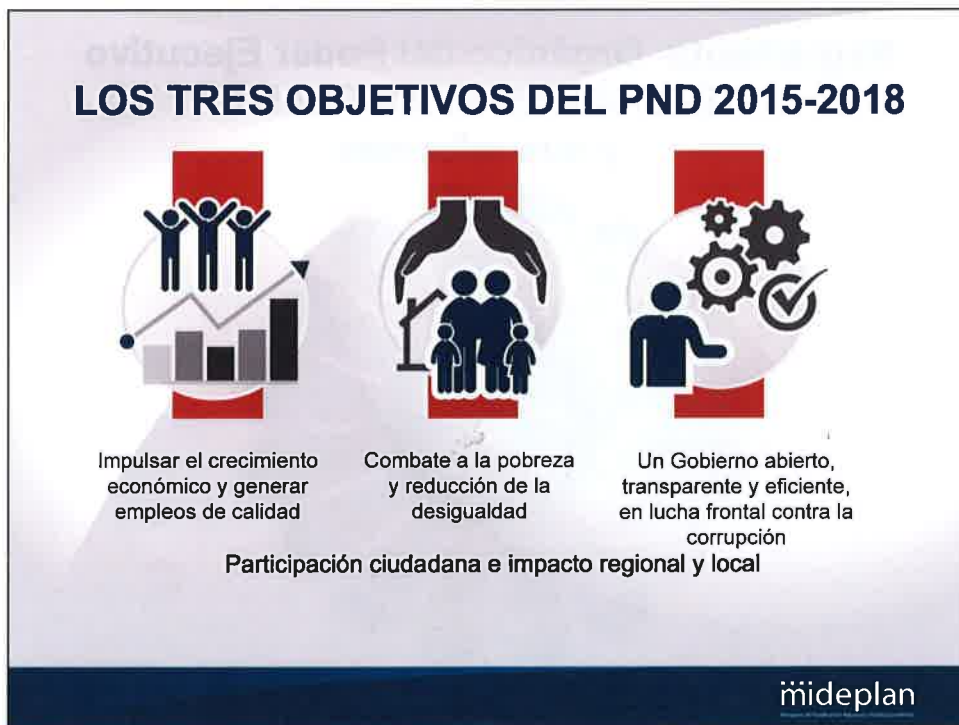 LOS TRES OBJETIVOS DEL PND 2015-2018
Impulsar el crecimiento
económico y generar
empleos de calidad
Combate a la pobreza
y reducción de la
desigualdad
Un Gobierno abierto,
transparente y eficiente,
en lucha frontal contra la
corrupción
Participación ciudadana e impacto regional y local
mideplan